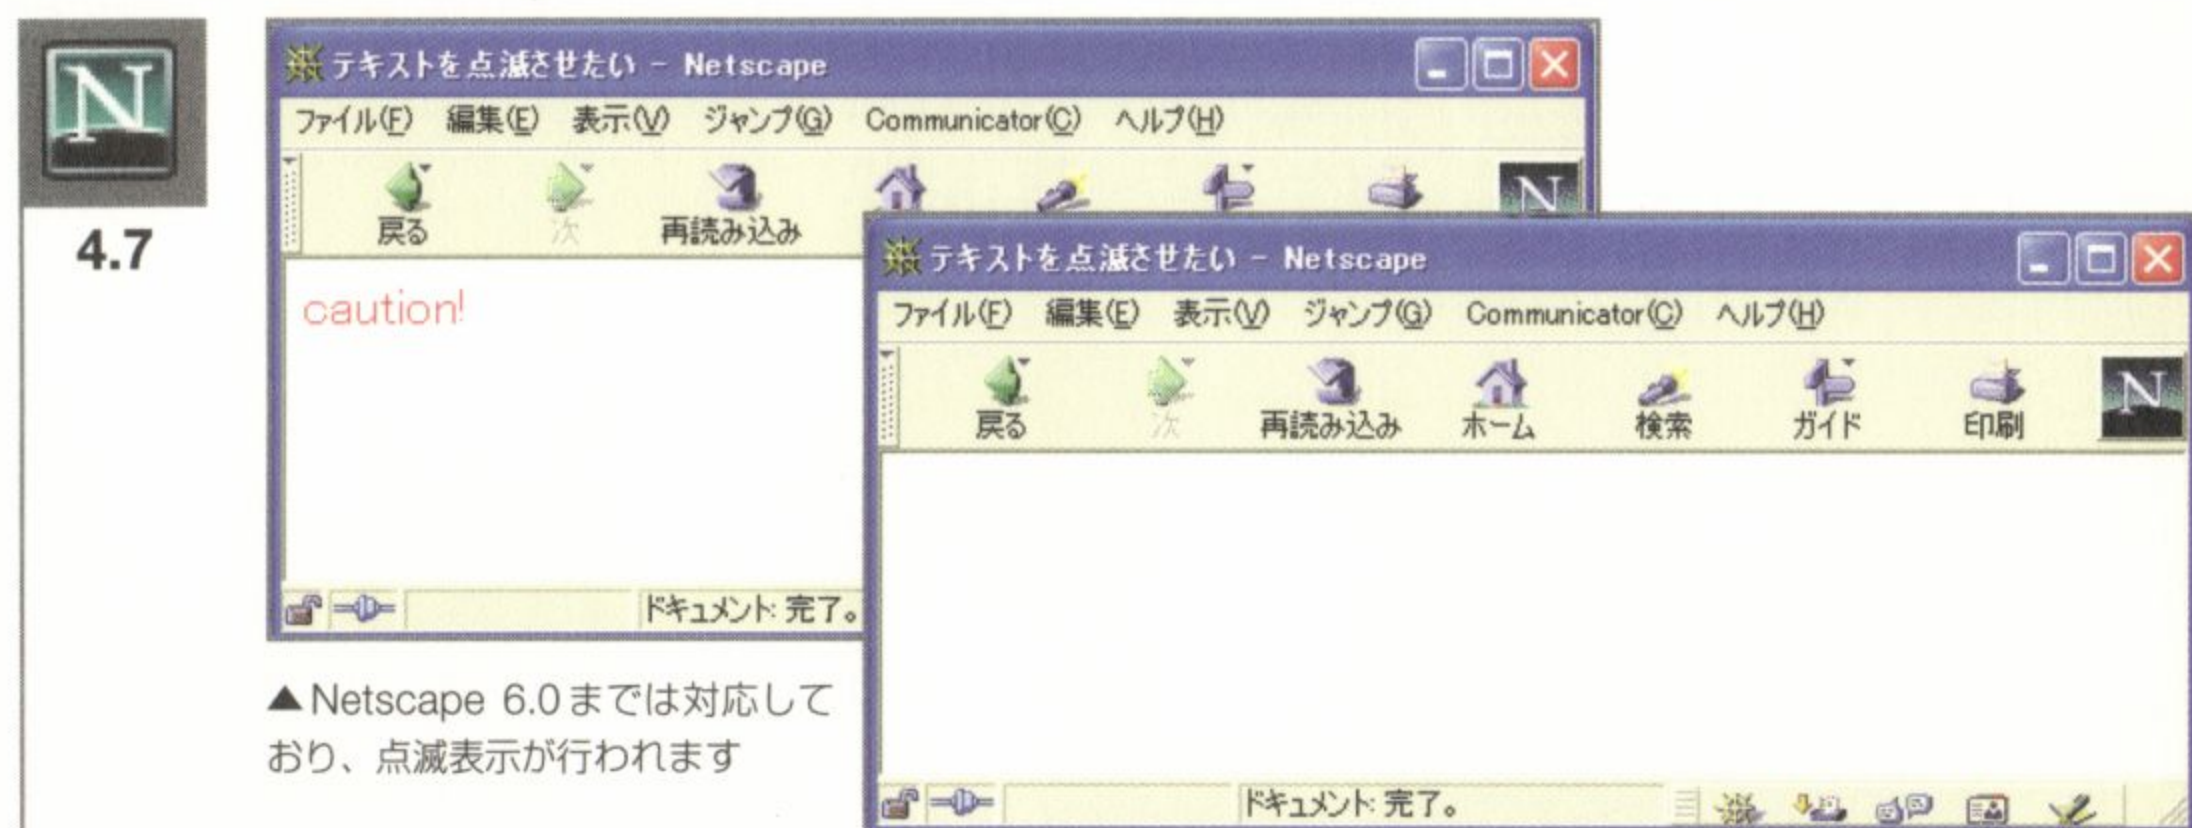 N
4.7
テキストを点滅させたい - Netscape
ファイル(F) 編集(E) 表示(V) ジャンプ(G) Communicator(C) ヘルプ(H)
戻る 次 再読み込み
N
caution!
ドキュメント: 完了。
▲Netscape 6.0までは対応して
おり、点滅表示が行われます
テキストを点滅させたい - Netscape
ファイル(F) 編集(E) 表示(V) ジャンプ(G) Communicator(C) ヘルプ(H)
戻る 次 再読み込み ホーム 検索 ガイド 印刷
N
ドキュメント: 完了。